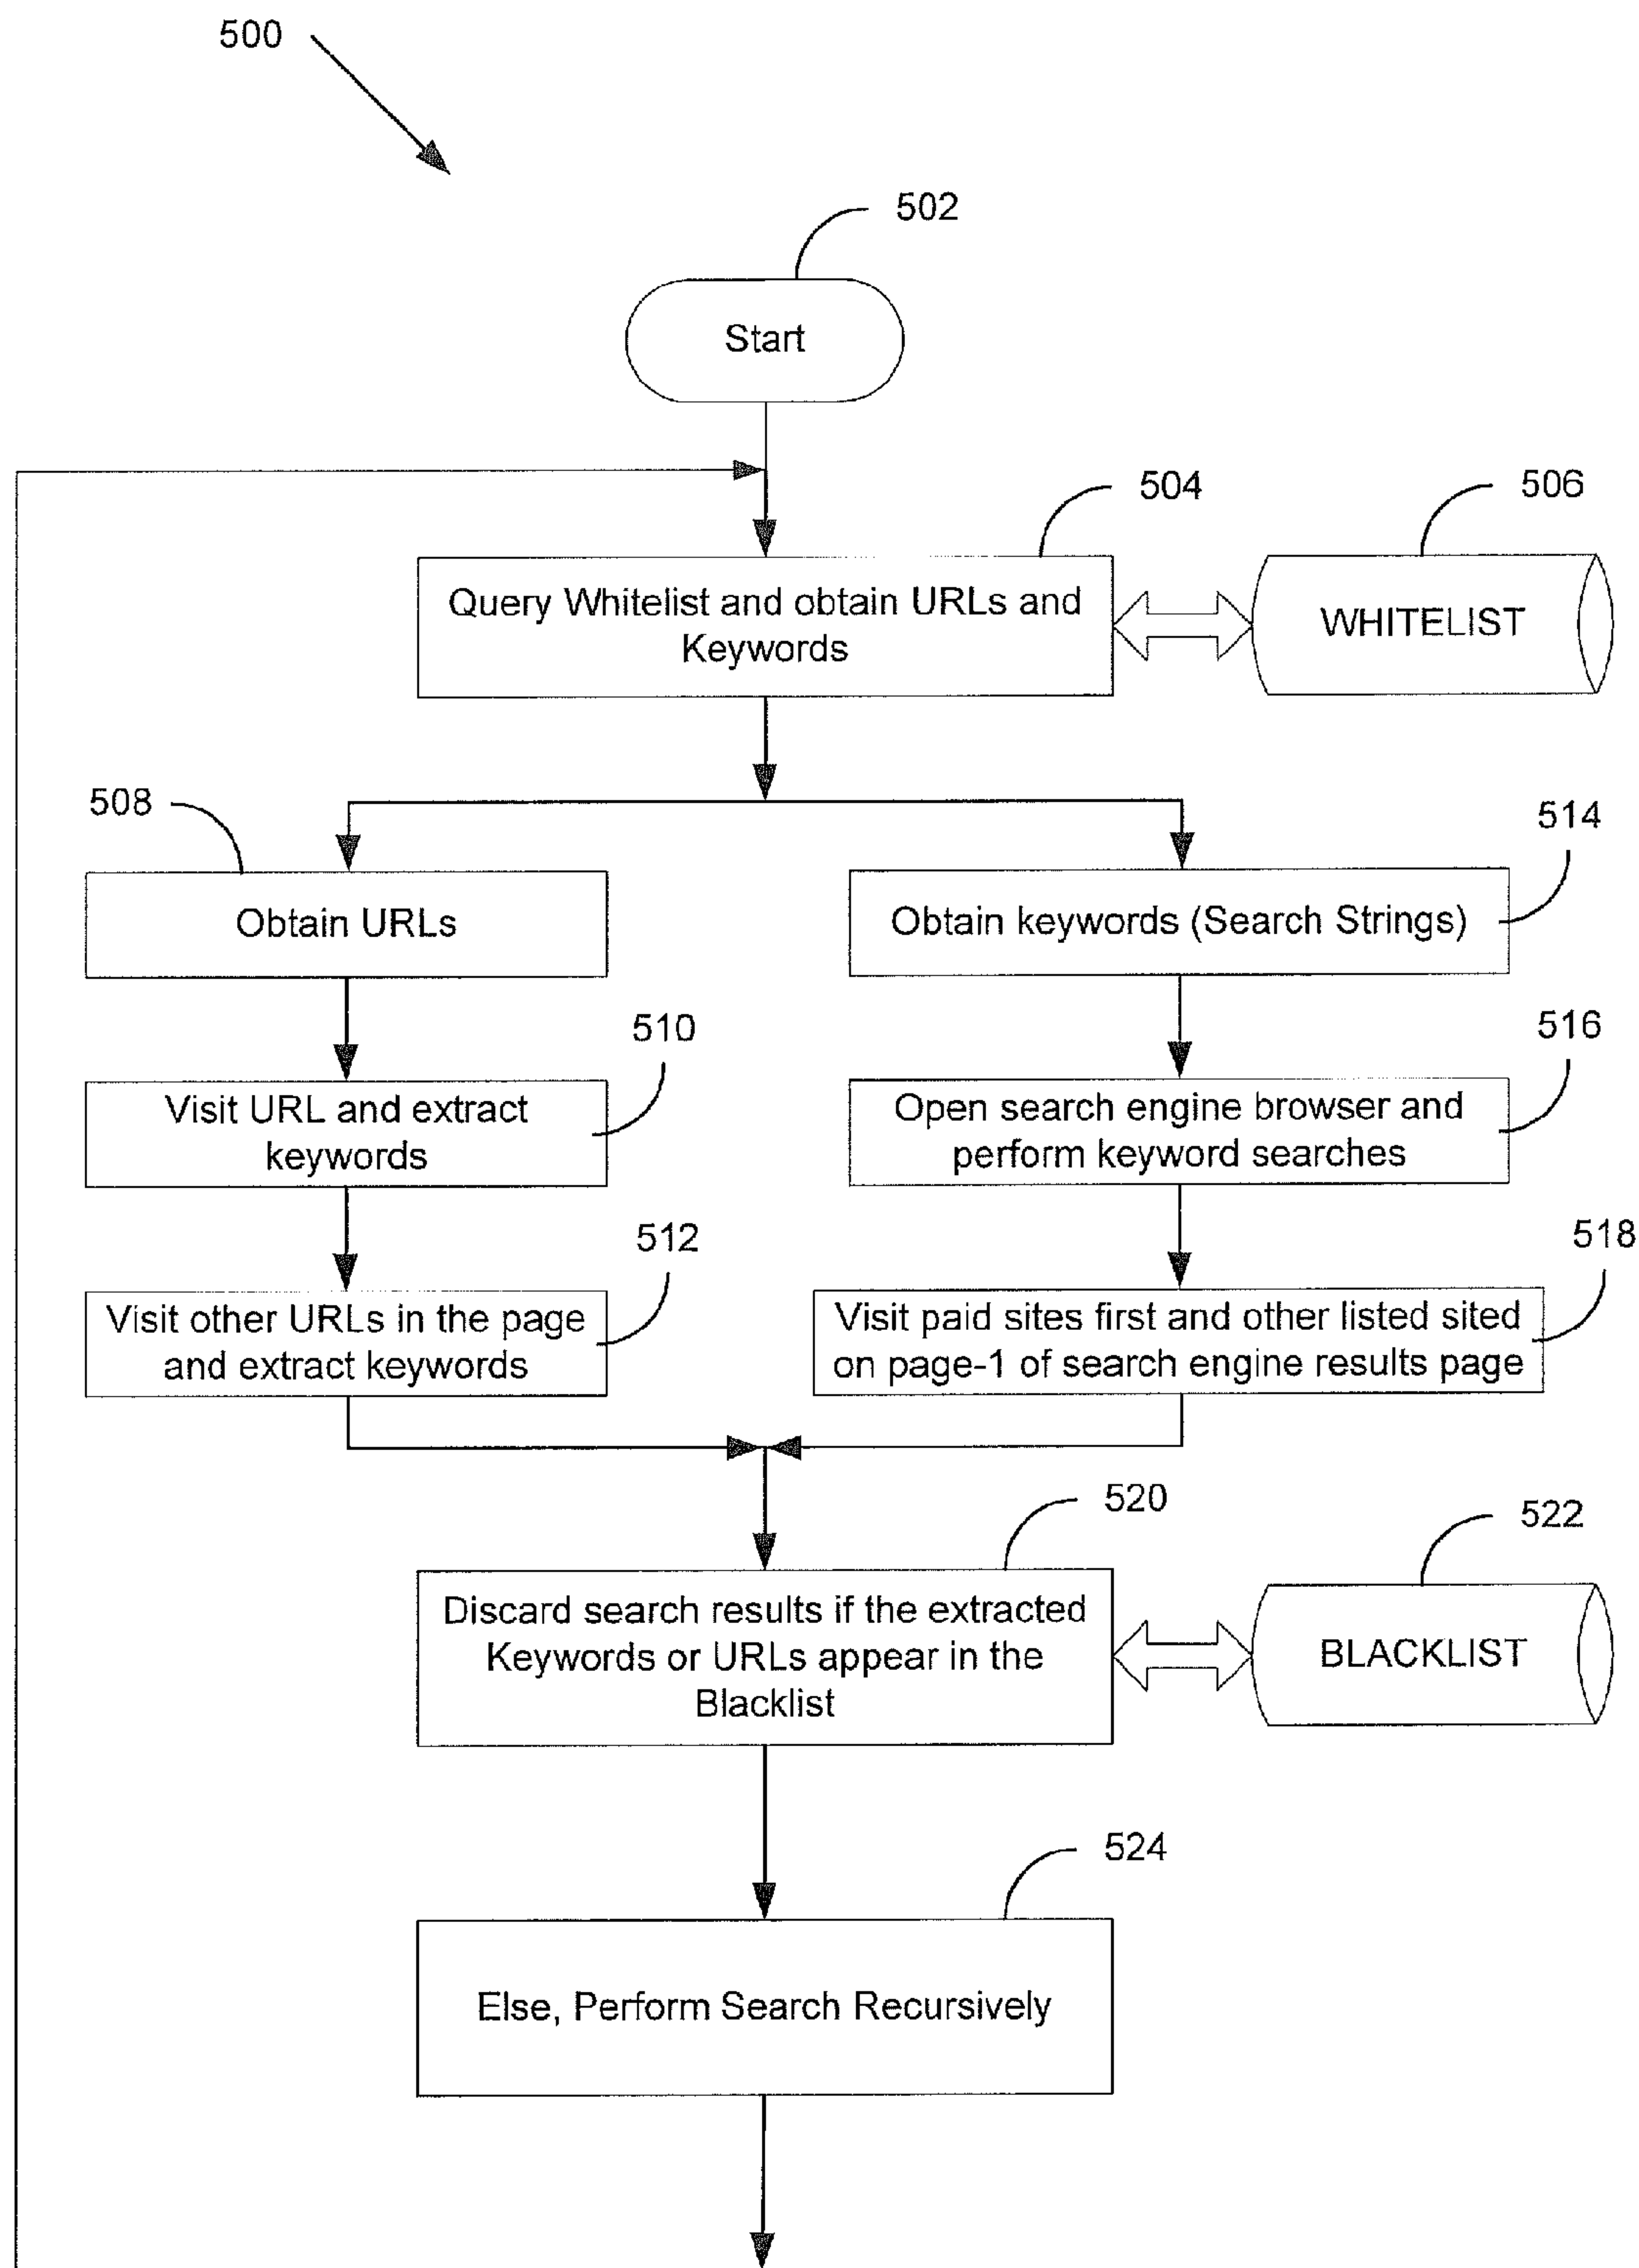 500
502
Start
504
506
Query Whitelist and obtain URLs and
Keywords
WHITELIST
508
514
Obtain URLs
Obtain keywords (Search Strings)
510
516
Visit URL and extract
keywords
Open search engine browser and
perform keyword searches
512
518
Visit other URLs in the page
and extract keywords
Visit paid sites first and other listed sited
on page-1 of search engine results page
520
522
Discard search results if the extracted
Keywords or URLs appear in the
Blacklist
BLACKLIST
524
Else, Perform Search Recursively